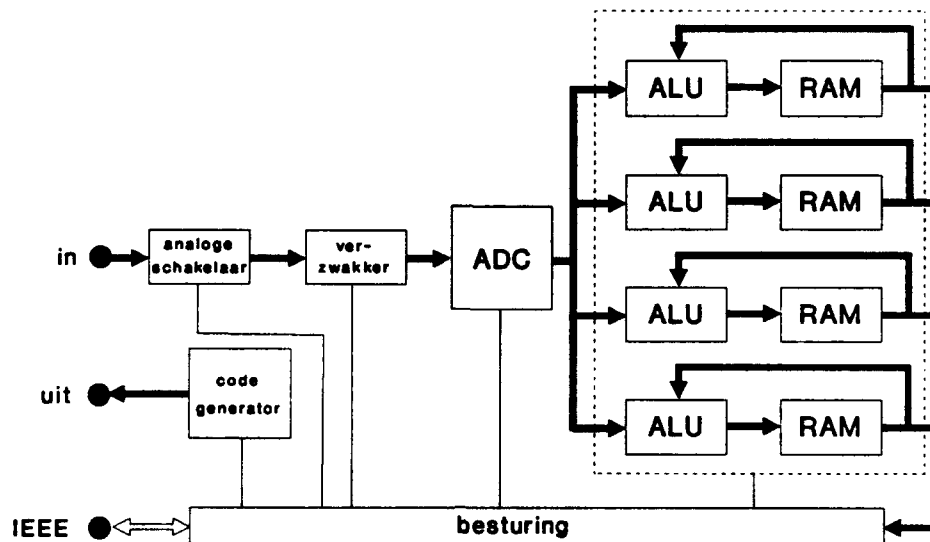 ALU
RAM
ALU
RAM
in
analoge
schakelaar
ver-
zwakker
ADC
ALU
RAM
uit
code
generator
ALU
RAM
IEEE
besturing